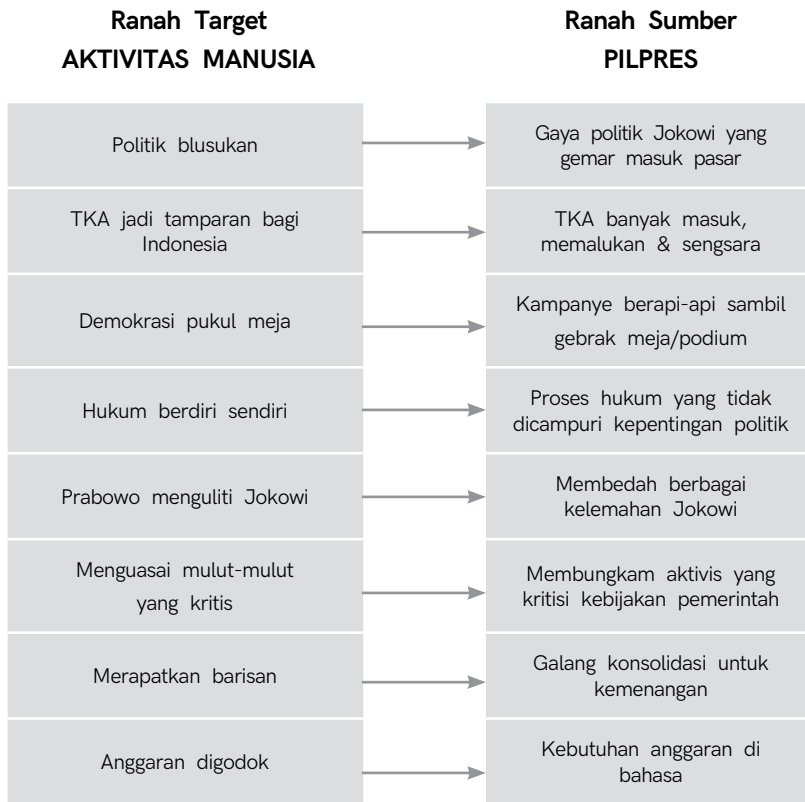 Ranah Target
AKTIVITAS MANUSIA
Ranah Sumber
PILPRES
Politik blusukan
Gaya politik Jokowi yang
gemar masuk pasar
TKA jadi tamparan bagi
Indonesia
TKA banyak masuk,
memalukan & sengsara
Demokrasi pukul meja
Kampanye berapi-api sambil
gebrak meja/podium
Hukum berdiri sendiri
Proses hukum yang tidak
dicampuri kepentingan politik
Prabowo menguliti Jokowi
Membedah berbagai
kelemahan Jokowi
Menguasai mulut-mulut
yang kritis
Membungkam aktivis yang
kritisi kebijakan pemerintah
Merapatkan barisan
Galang konsolidasi untuk
kemenangan
Anggaran digodok
Kebutuhan anggaran di
bahasa